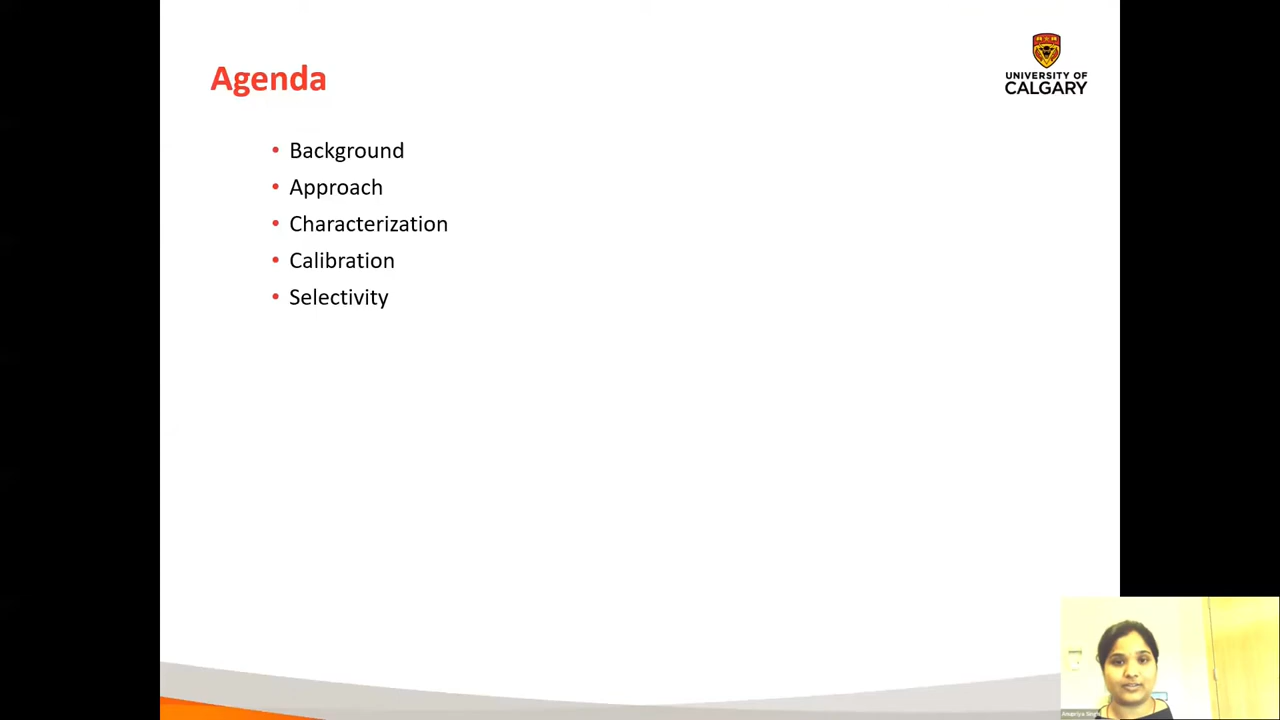 Agenda
UNIVERSITY OF
CALGARY
• Background
• Approach
• Characterization
• Calibration
• Selectivity